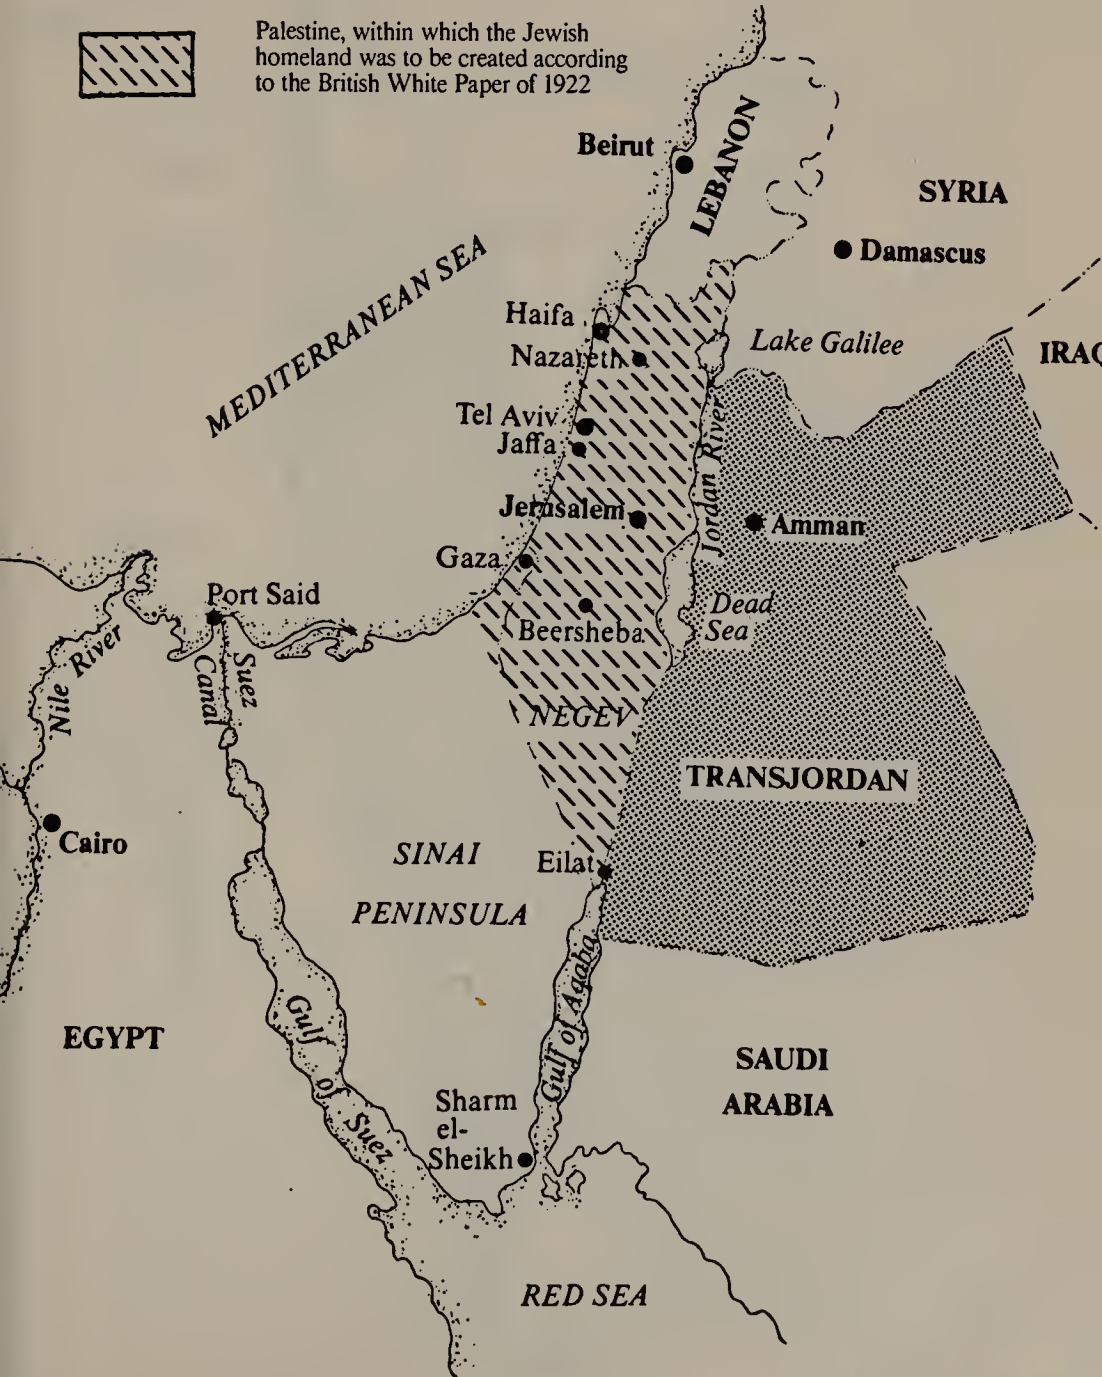 Palestine, within which the Jewish
homeland was to be created according
to the British White Paper of 1922
Beirut
LEBANON
SYRIA
Damascus
MEDITERRANEAN SEA
Haifa
Lake Galilee
IRAQ
Nazareth
Tel Aviv
Jaffa
Jordan River
Jerusalem
Amman
Gaza
Port Said
Dead
Sea
Beersheba
Nile River
Suez
Canal
NEGEV
TRANSJORDAN
Cairo
SINAI
PENINSULA
Eilat
Gulf of Aqaba
EGYPT
Gulf
of
Suez
SAUDI
ARABIA
Sharm
el-
Sheikh
RED SEA